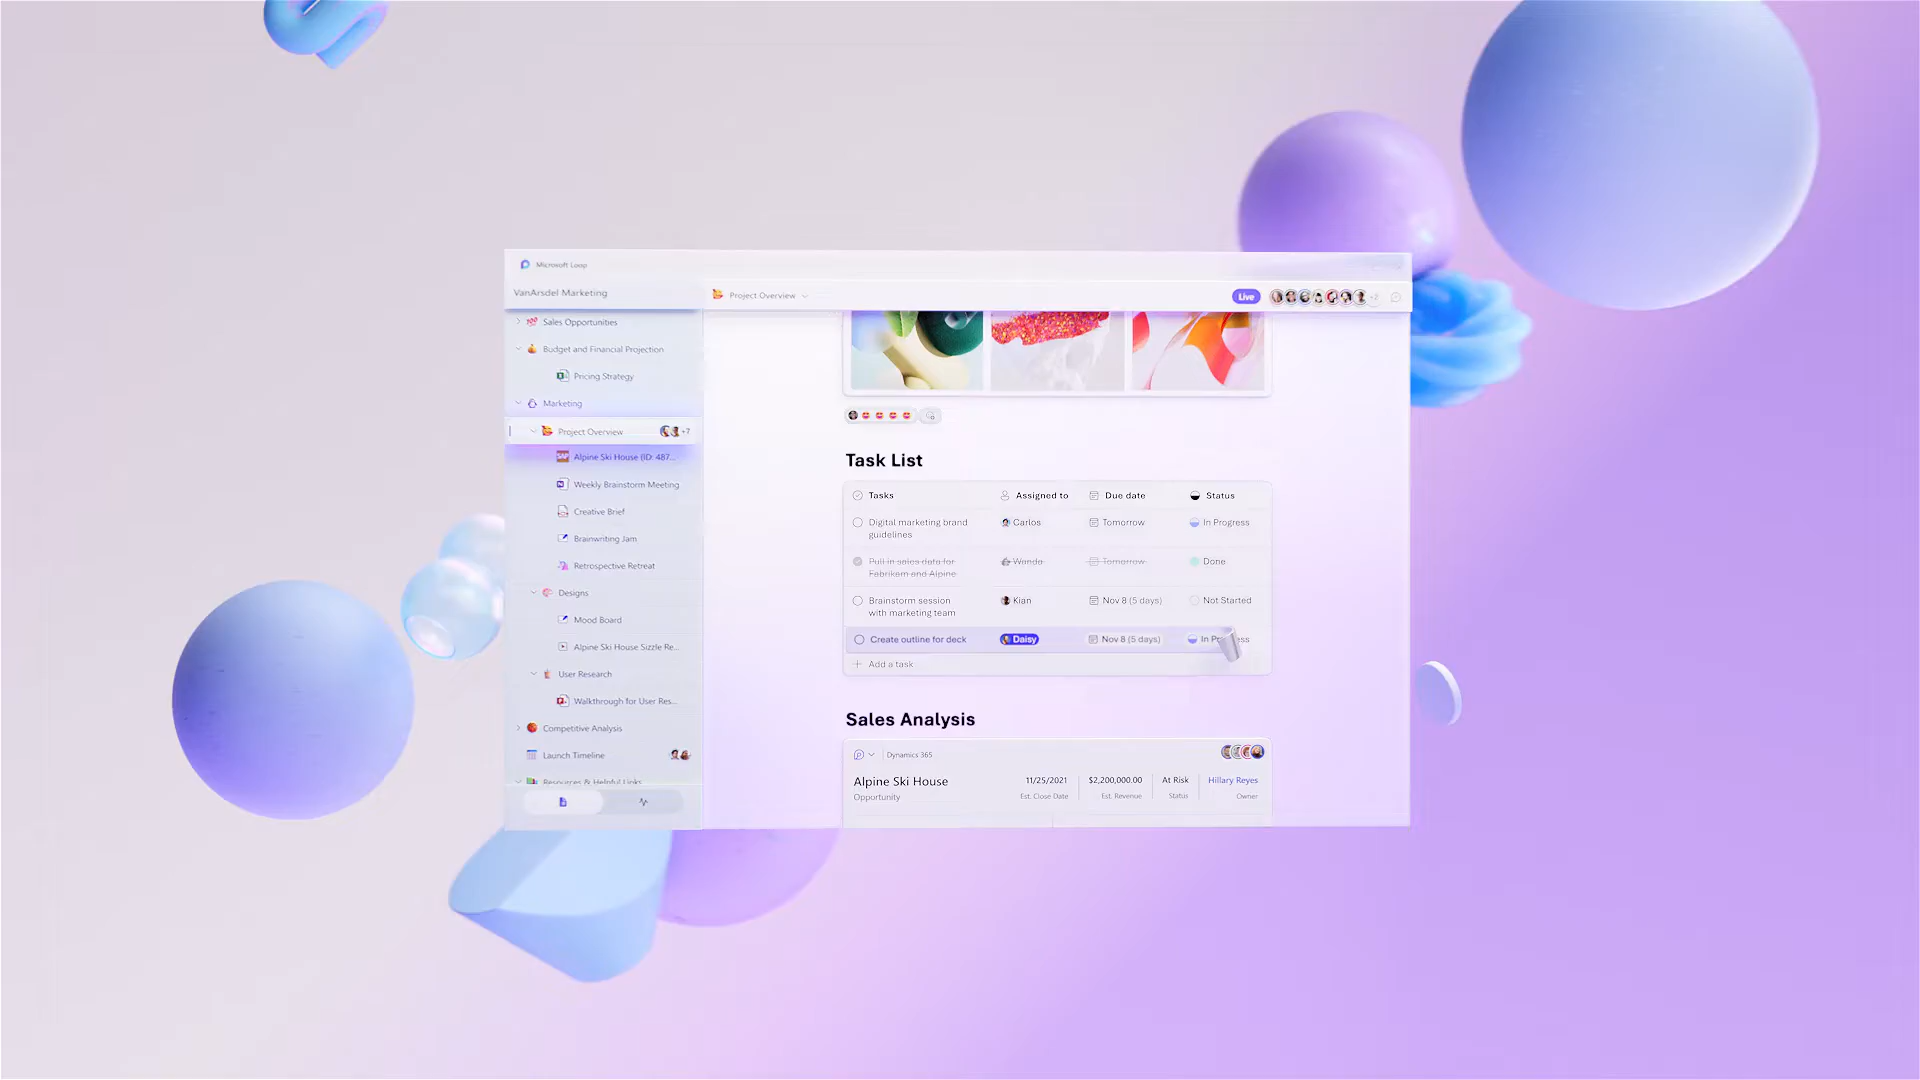 Microsoft Loop
VanArsdel Marketing
Project Overview
Live
+2
Sales Opportunities
Budget and Financial Projection
Pricing Strategy
Marketing
Project Overview
+7
Alpine Ski House (ID: 487...
Weekly Brainstorm Meeting
Creative Brief
Brainwriting Jam
Retrospective Retreat
Designs
Mood Board
Alpine Ski House Sizzle Re...
User Research
Walkthrough for User Res...
Competitive Analysis
Launch Timeline
Resources & Helpful Links
Task List
Tasks Assigned to Due date Status
Digital marketing brand
guidelines
Carlos Tomorrow In Progress
Pull in sales data for
Fabrikam and Alpine
Wanda Tomorrow Done
Brainstorm session
with marketing team
Kian Nov 8 (5 days) Not Started
Create outline for deck Daisy Nov 8 (5 days) In
Add a task
Sales Analysis
Dynamics 365
Alpine Ski House
Opportunity
11/25/2021
Est. Close Date
$2,200,000.00
Est. Revenue
At Risk
Status
Hillary Reyes
Owner